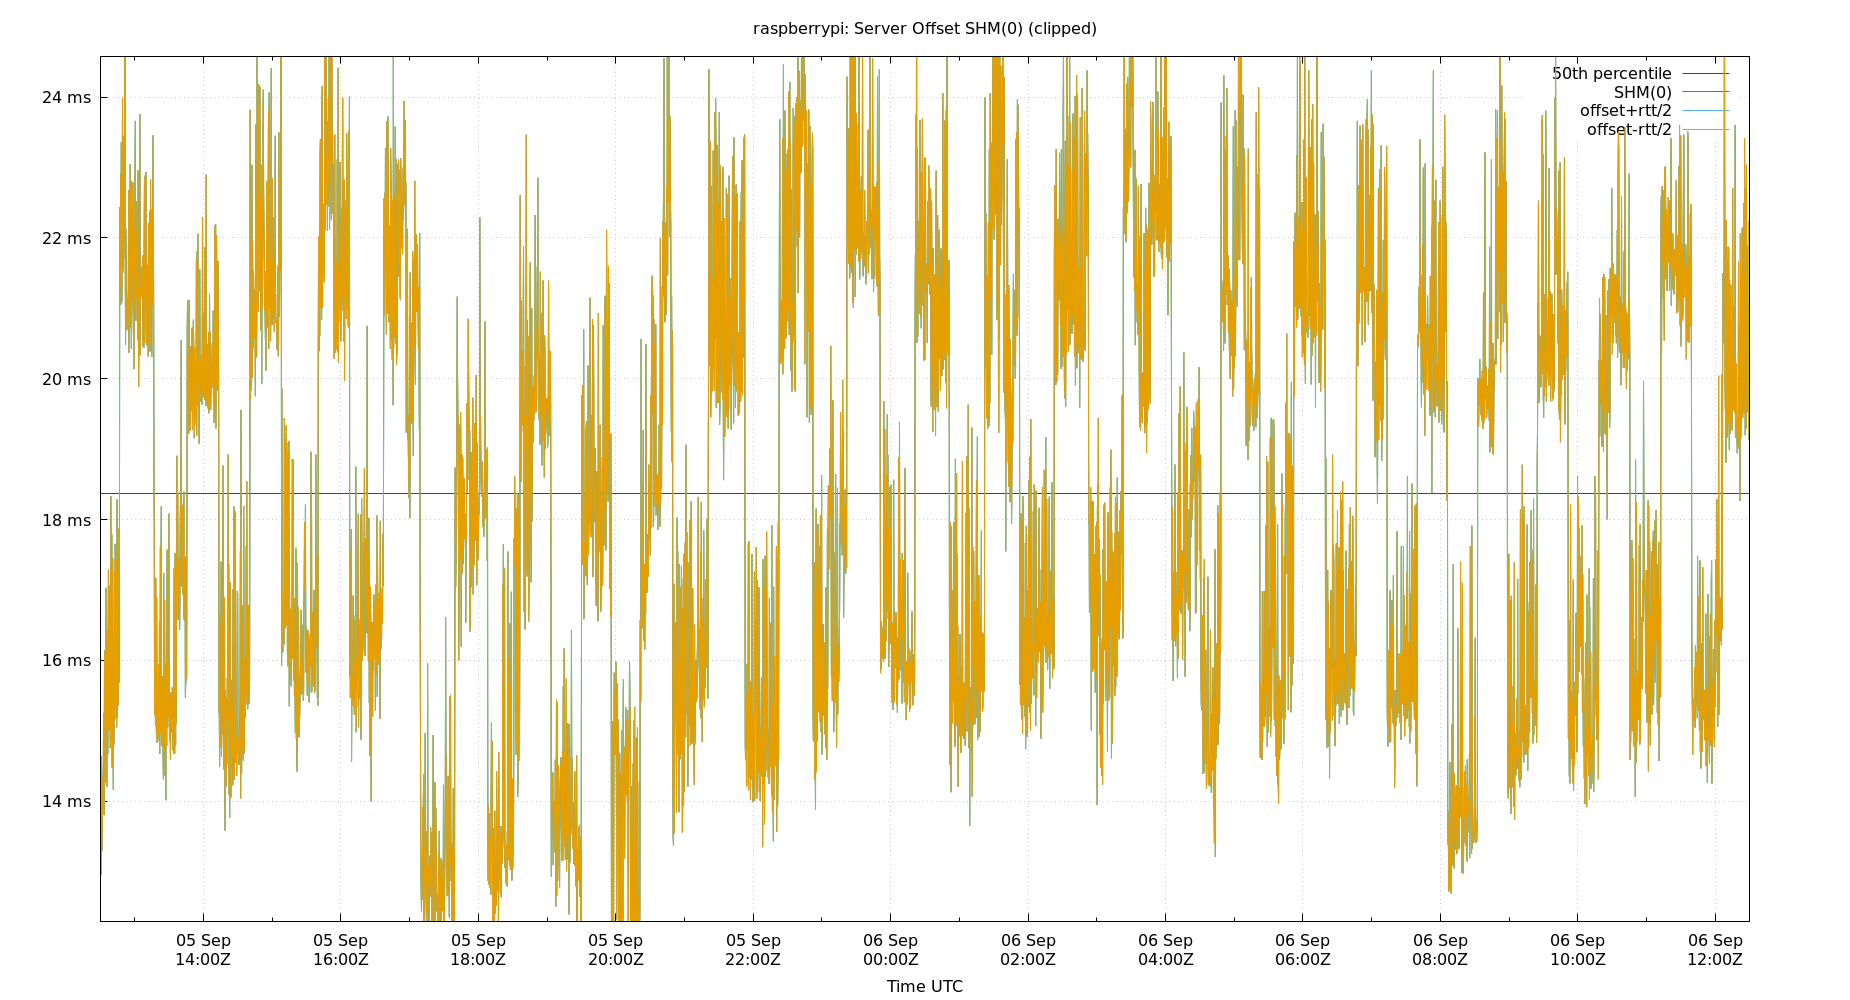 raspberrypi: Server Offset SHM(0) (clipped)
50th percentile
SHM(0)
offset+rtt/2
offset-rtt/2
24 ms
22 ms
20 ms
18 ms
16 ms
14 ms
05 Sep 05 Sep 05 Sep 05 Sep 05 Sep 06 Sep 06 Sep 06 Sep 06 Sep 06 Sep 06 Sep 06 Sep
14:00Z 16:00Z 18:00Z 20:00Z 22:00Z 00:00Z 02:00Z 04:00Z 06:00Z 08:00Z 10:00Z 12:00Z
Time UTC